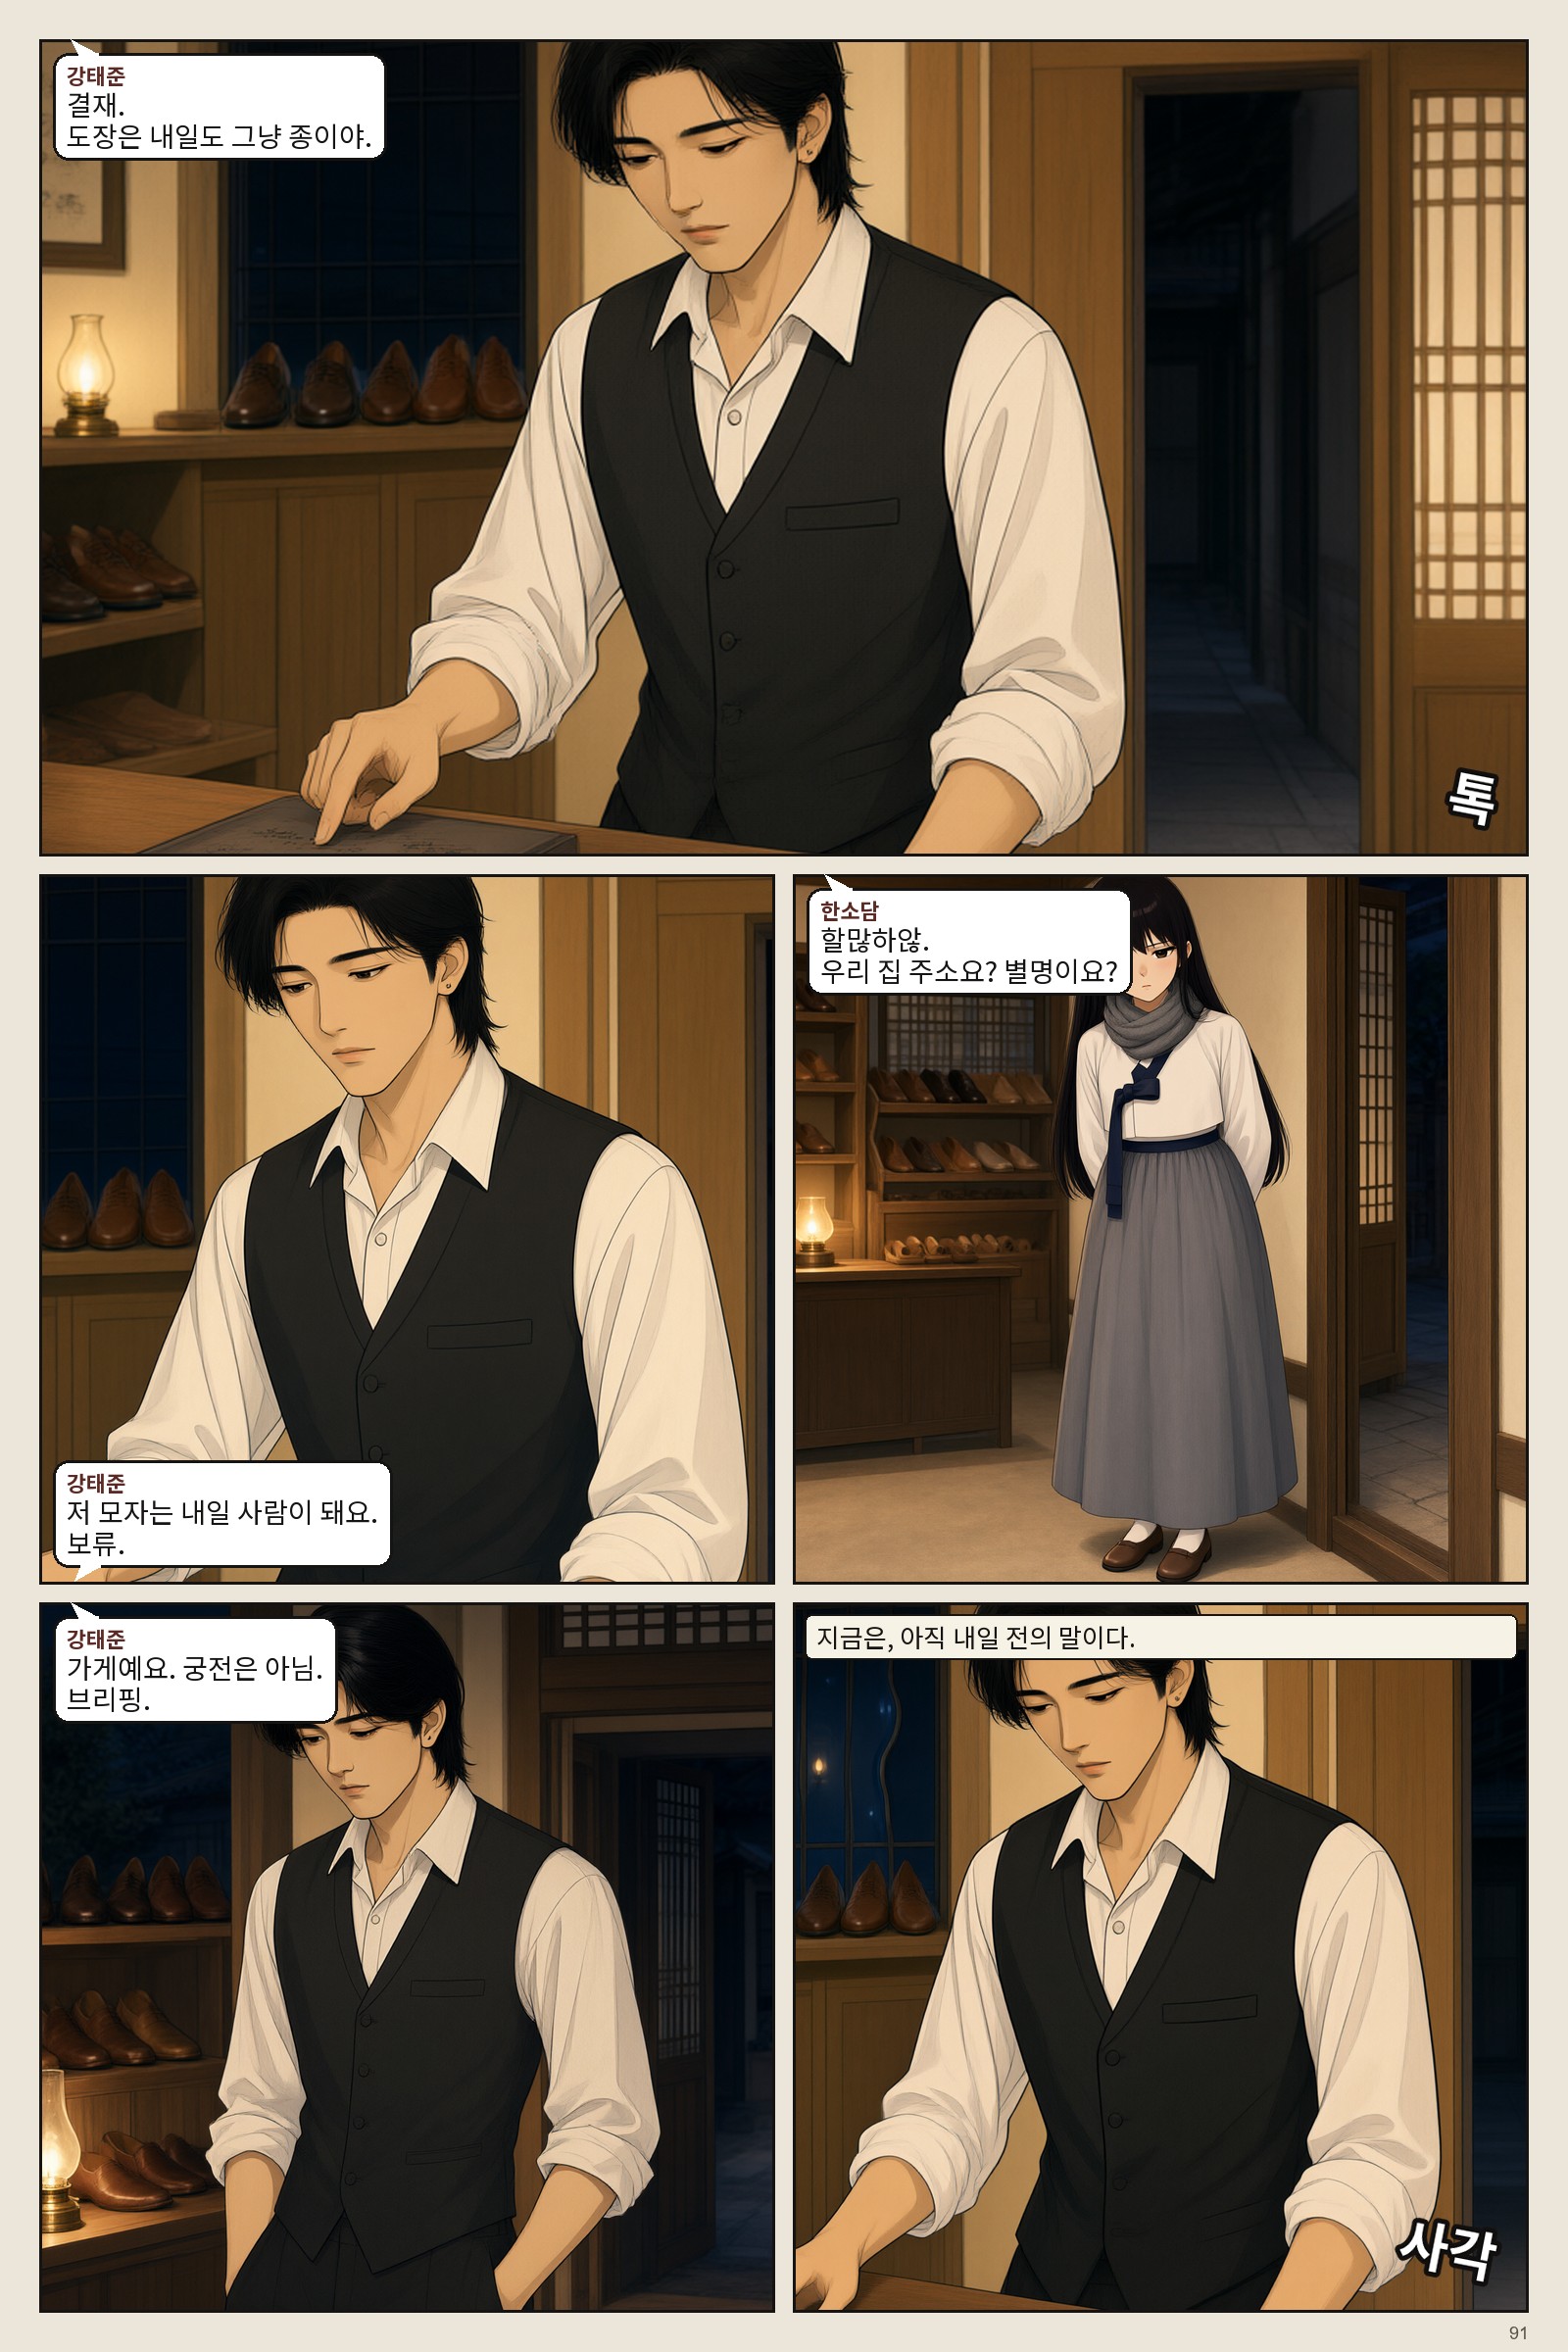 강태준
결재.
도장은 내일도 그냥 종이야.
톡
강태준
저 모자는 내일 사람이 돼요.
보류.
한소담
할많하않.
우리 집 주소요? 별명이요?
강태준
가게예요. 궁전은 아님.
브리핑.
지금은, 아직 내일 전의 말이다.
사각
91